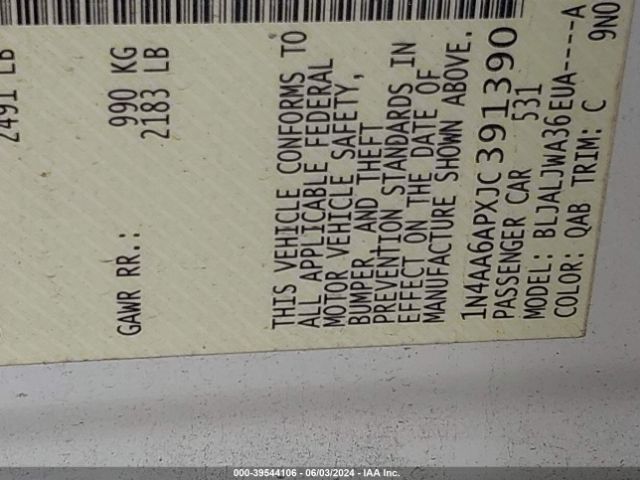 2491 LB
GAWR RR.: 990 KG
2183 LB
THIS VEHICLE CONFORMS TO
ALL APPLICABLE FEDERAL
MOTOR VEHICLE SAFETY,
BUMPER, AND THEFT
PREVENTION STANDARDS IN
EFFECT ON THE DATE OF
MANUFACTURE SHOWN ABOVE.
1N4AA6APXJC391390
PASSENGER CAR 531
MODEL: BLJALJWA36EUA----A
COLOR: QAB TRIM: C 9N0
000-39544106 - 06/03/2024 - IAA Inc.